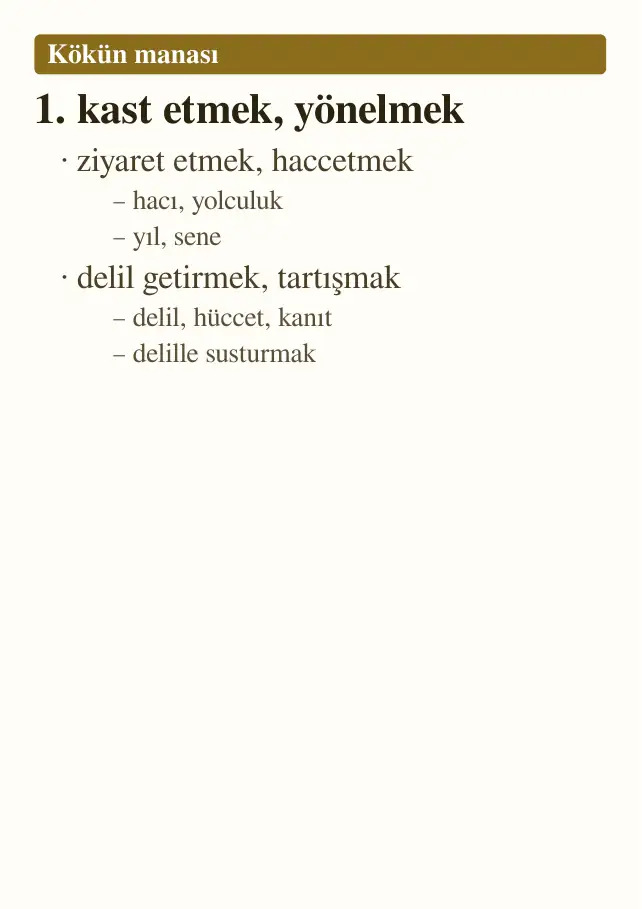 Kökün manası
1. kast etmek, yönelmek
· ziyaret etmek, haccetmek
– hacı, yolculuk
– yıl, sene
· delil getirmek, tartışmak
– delil, hüccet, kanıt
– delille susturmak